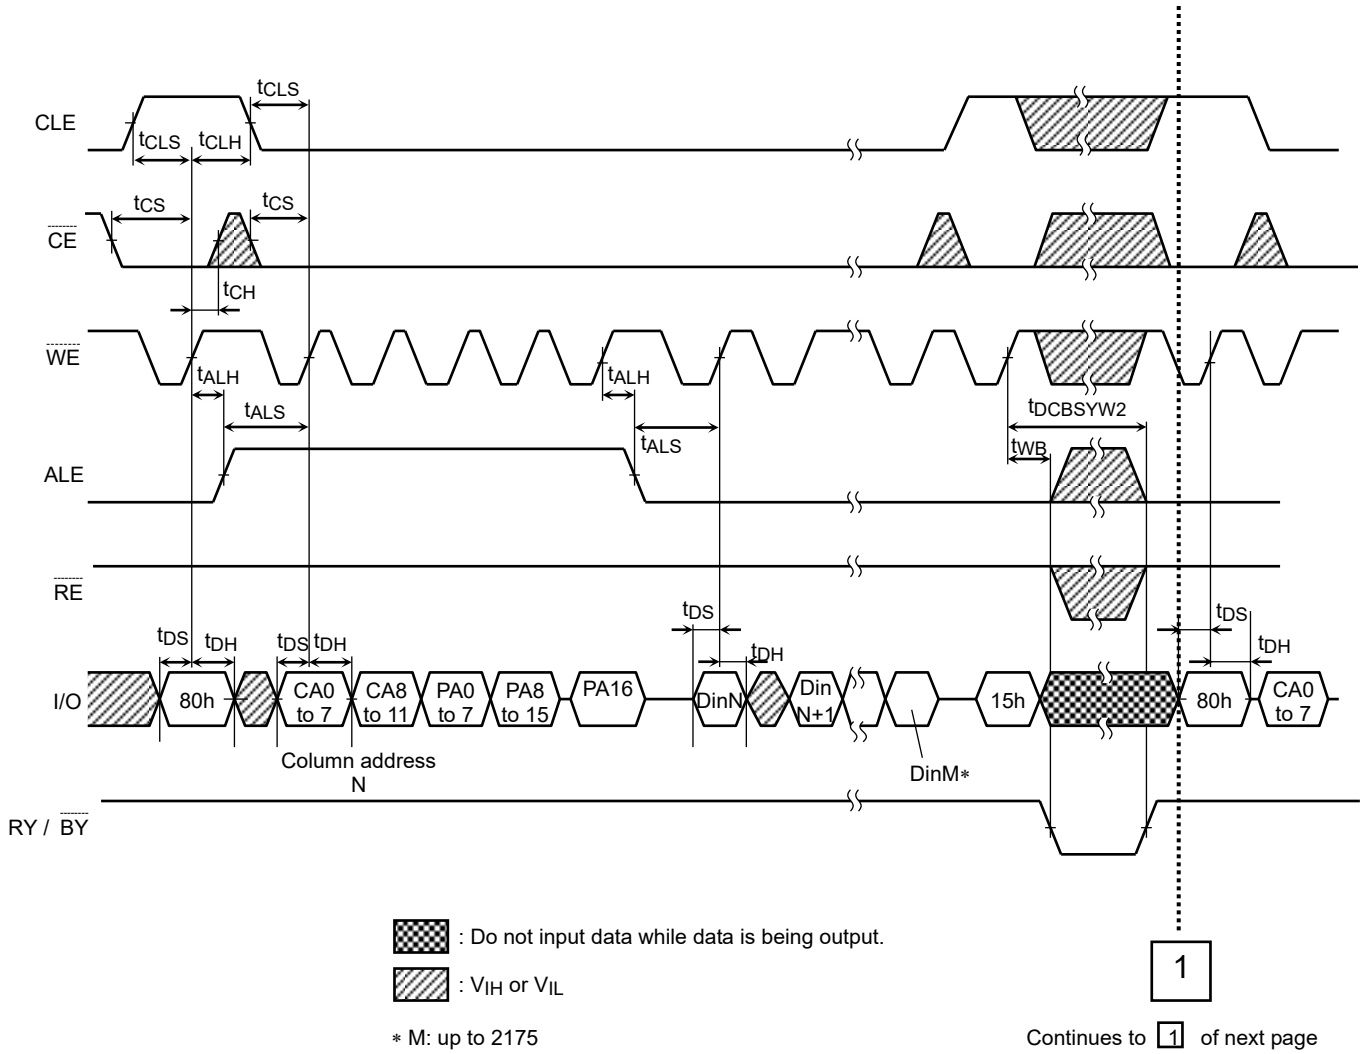 tCLS
CLE
tCLS tCLH
tCS tCS
CE
tCH
WE
tALH tALH
tALS tDCBSYW2
tALS tWB
ALE
RE
tDS tDS
tDS tDH tDS tDH tDH tDH
I/O 80h CA0 to 7 CA8 to 11 PA0 to 7 PA8 to 15 PA16 DinN Din N+1 15h 80h CA0 to 7
Column address
N
DinM*
RY / BY
: Do not input data while data is being output.
: VIH or VIL
1
* M: up to 2175
Continues to 1 of next page